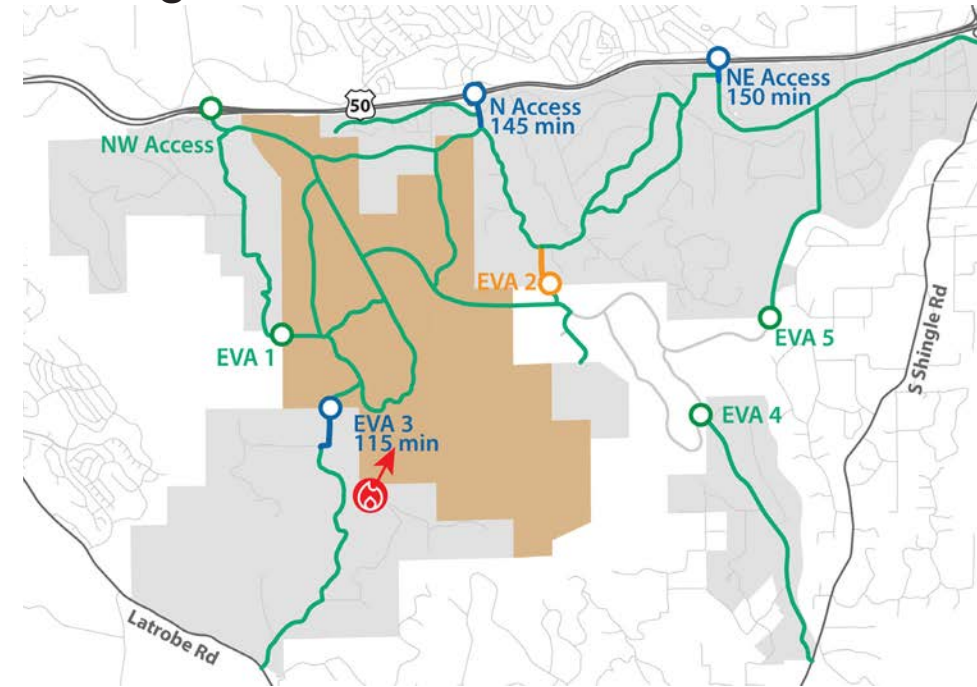 50
NW Access
N Access
145 min
NE Access
150 min
EVA 2
EVA 1
EVA 5
S Shingle Rd
EVA 3
115 min
EVA 4
Latrobe Rd